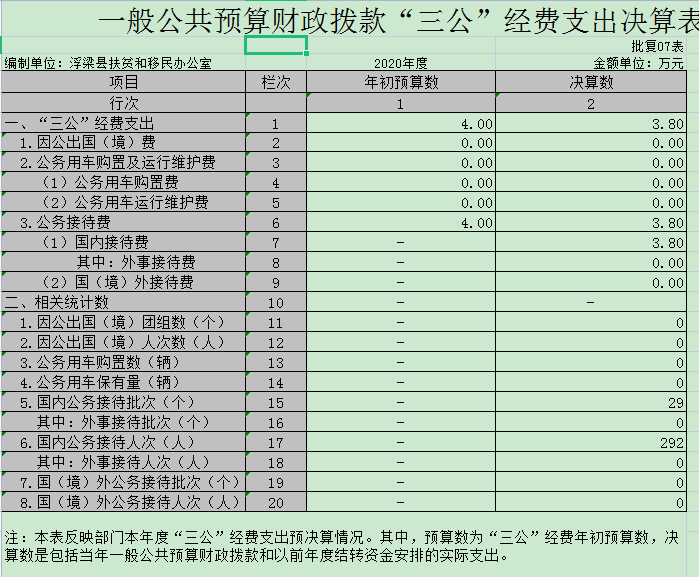 一般公共预算财政拨款“三公”经费支出决算表
批复07表
编制单位：浮梁县扶贫和移民办公室 2020年度 金额单位：万元
项目 栏次 年初预算数 决算数
行次 1 2
一、“三公”经费支出 1 4.00 3.80
1.因公出国（境）费 2 0.00 0.00
2.公务用车购置及运行维护费 3 0.00 0.00
（1）公务用车购置费 4 0.00 0.00
（2）公务用车运行维护费 5 0.00 0.00
3.公务接待费 6 4.00 3.80
（1）国内接待费 7 － 3.80
其中：外事接待费 8 － 0.00
（2）国（境）外接待费 9 － 0.00
二、相关统计数 10 － －
1.因公出国（境）团组数（个） 11 － 0
2.因公出国（境）人次数（人） 12 － 0
3.公务用车购置数（辆） 13 － 0
4.公务用车保有量（辆） 14 － 0
5.国内公务接待批次（个） 15 － 29
其中：外事接待批次（个） 16 － 0
6.国内公务接待人次（人） 17 － 292
其中：外事接待人次（人） 18 － 0
7.国（境）外公务接待批次（个） 19 － 0
8.国（境）外公务接待人次（人） 20 － 0
注：本表反映部门本年度“三公”经费支出预决算情况。其中，预算数为“三公”经费年初预算数，决
算数是包括当年一般公共预算财政拨款和以前年度结转资金安排的实际支出。